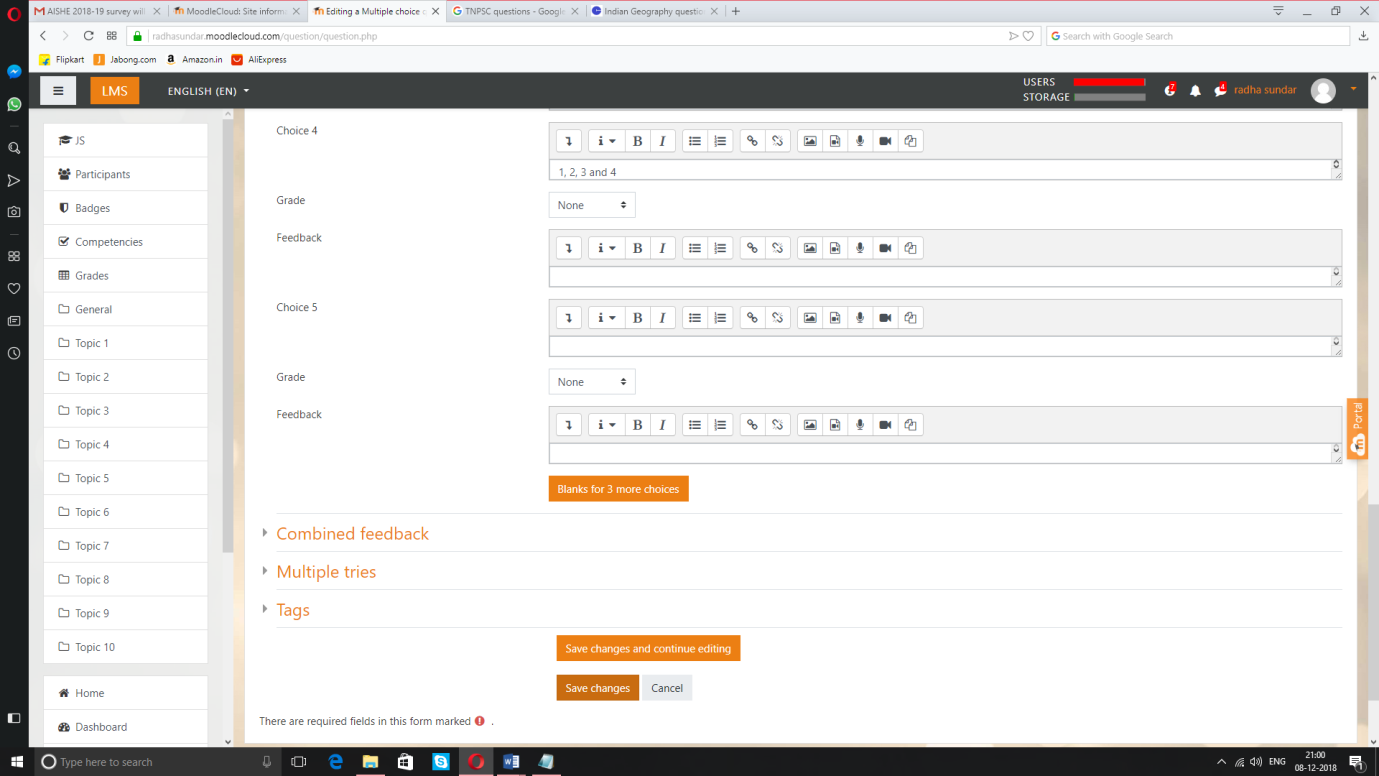 AISHE 2018-19 survey will
MoodleCloud: Site inform
Editing a Multiple choice
TNPSC questions - Google
Indian Geography question
radhasundar.moodlecloud.com/question/question.php
Search with Google Search
Flipkart
Jabong.com
Amazon.in
AliExpress
LMS
ENGLISH (EN)
USERS
STORAGE
7
4
radha sundar
JS
Participants
Badges
Competencies
Grades
General
Topic 1
Topic 2
Topic 3
Topic 4
Topic 5
Topic 6
Topic 7
Topic 8
Topic 9
Topic 10
Home
Dashboard
Choice 4
1, 2, 3 and 4
Grade
None
Feedback
Choice 5
Grade
None
Feedback
Blanks for 3 more choices
Combined feedback
Multiple tries
Tags
Save changes and continue editing
Save changes
Cancel
There are required fields in this form marked .
Portal
Type here to search
ENG
21:00
08-12-2018
1